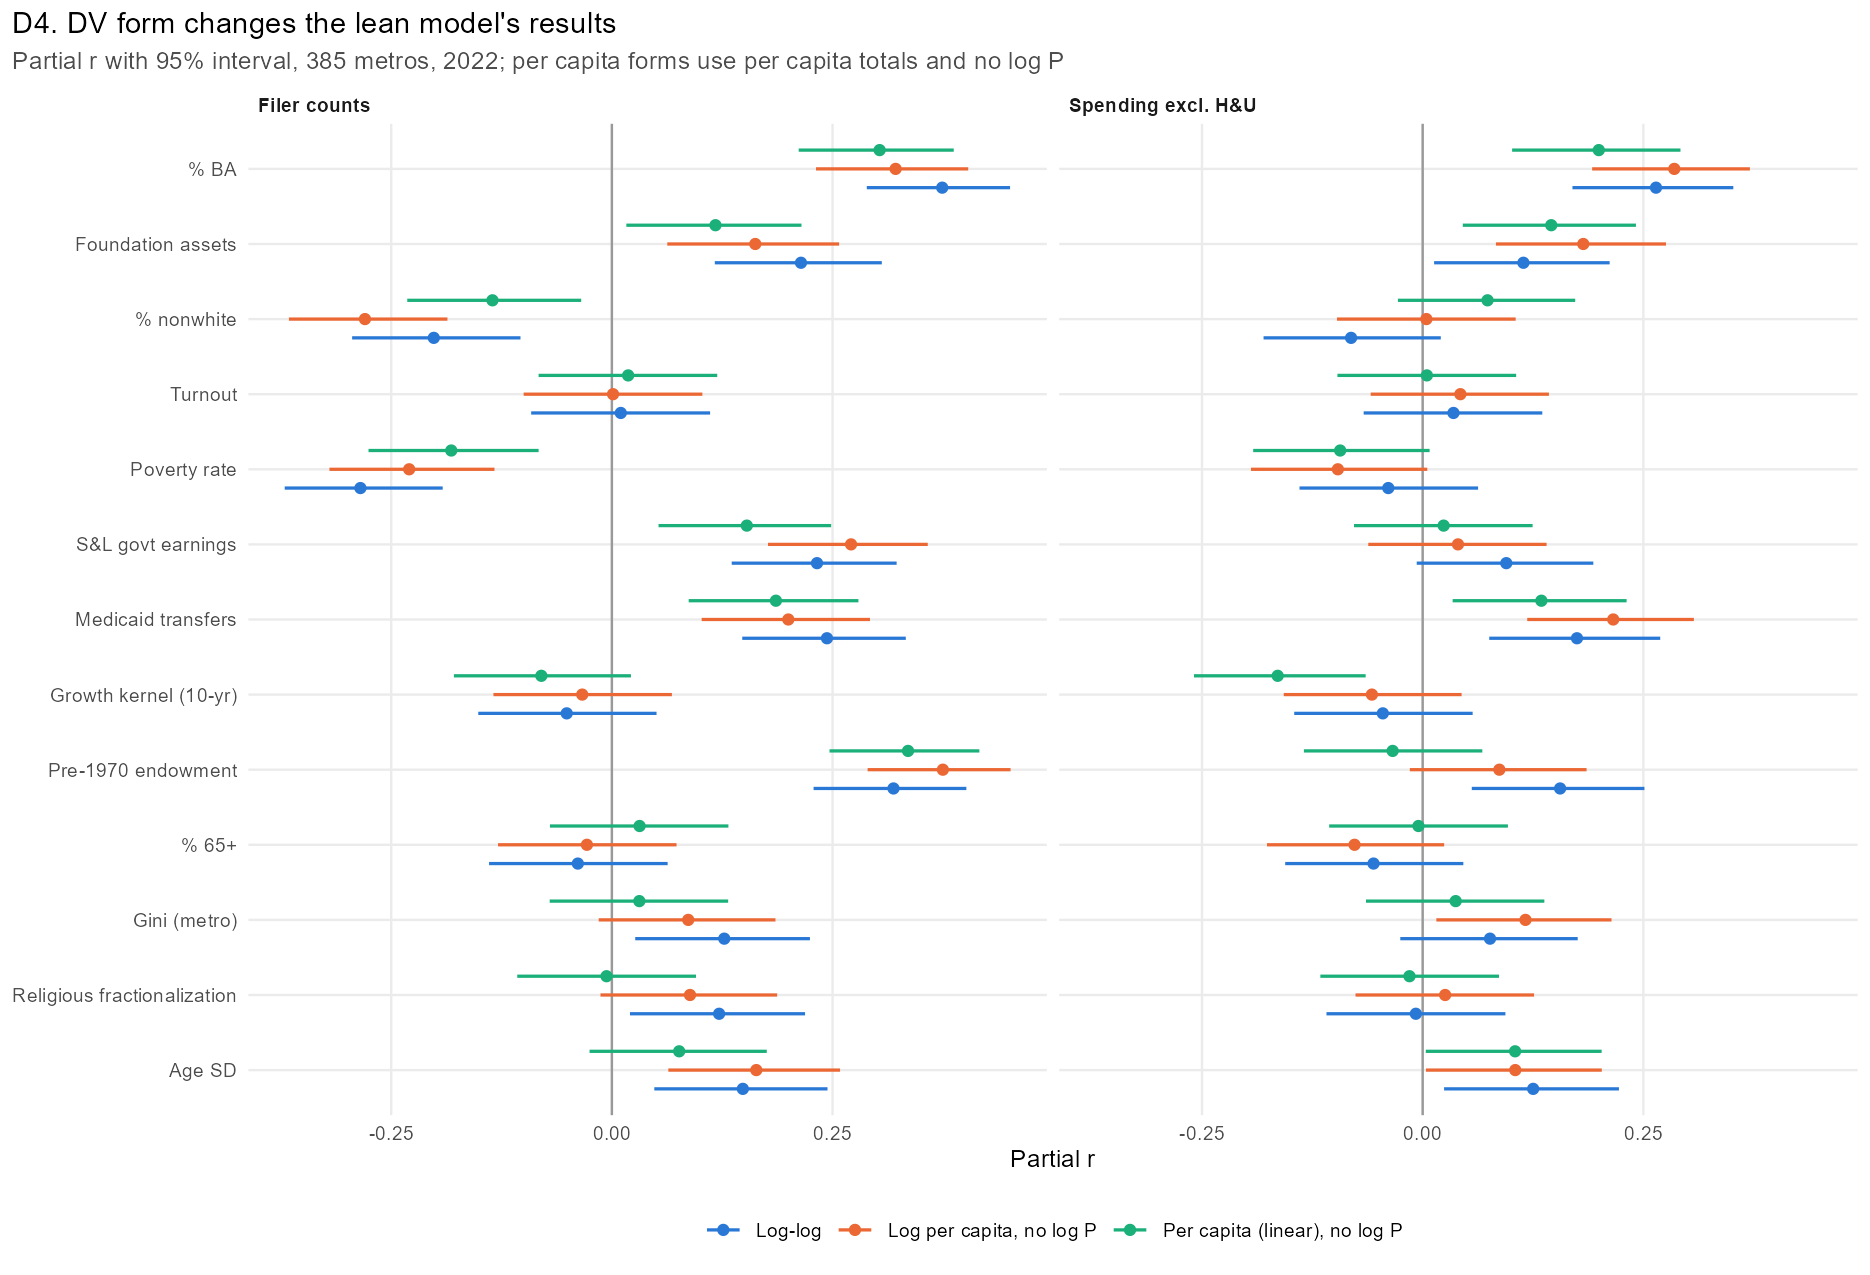 D4. DV form changes the lean model's results
Partial r with 95% interval, 385 metros, 2022; per capita forms use per capita totals and no log P
Filer counts
Spending excl. H&U
% BA
Foundation assets
% nonwhite
Turnout
Poverty rate
S&L govt earnings
Medicaid transfers
Growth kernel (10-yr)
Pre-1970 endowment
% 65+
Gini (metro)
Religious fractionalization
Age SD
-0.25 0.00 0.25
-0.25 0.00 0.25
Partial r
Log-log Log per capita, no log P Per capita (linear), no log P